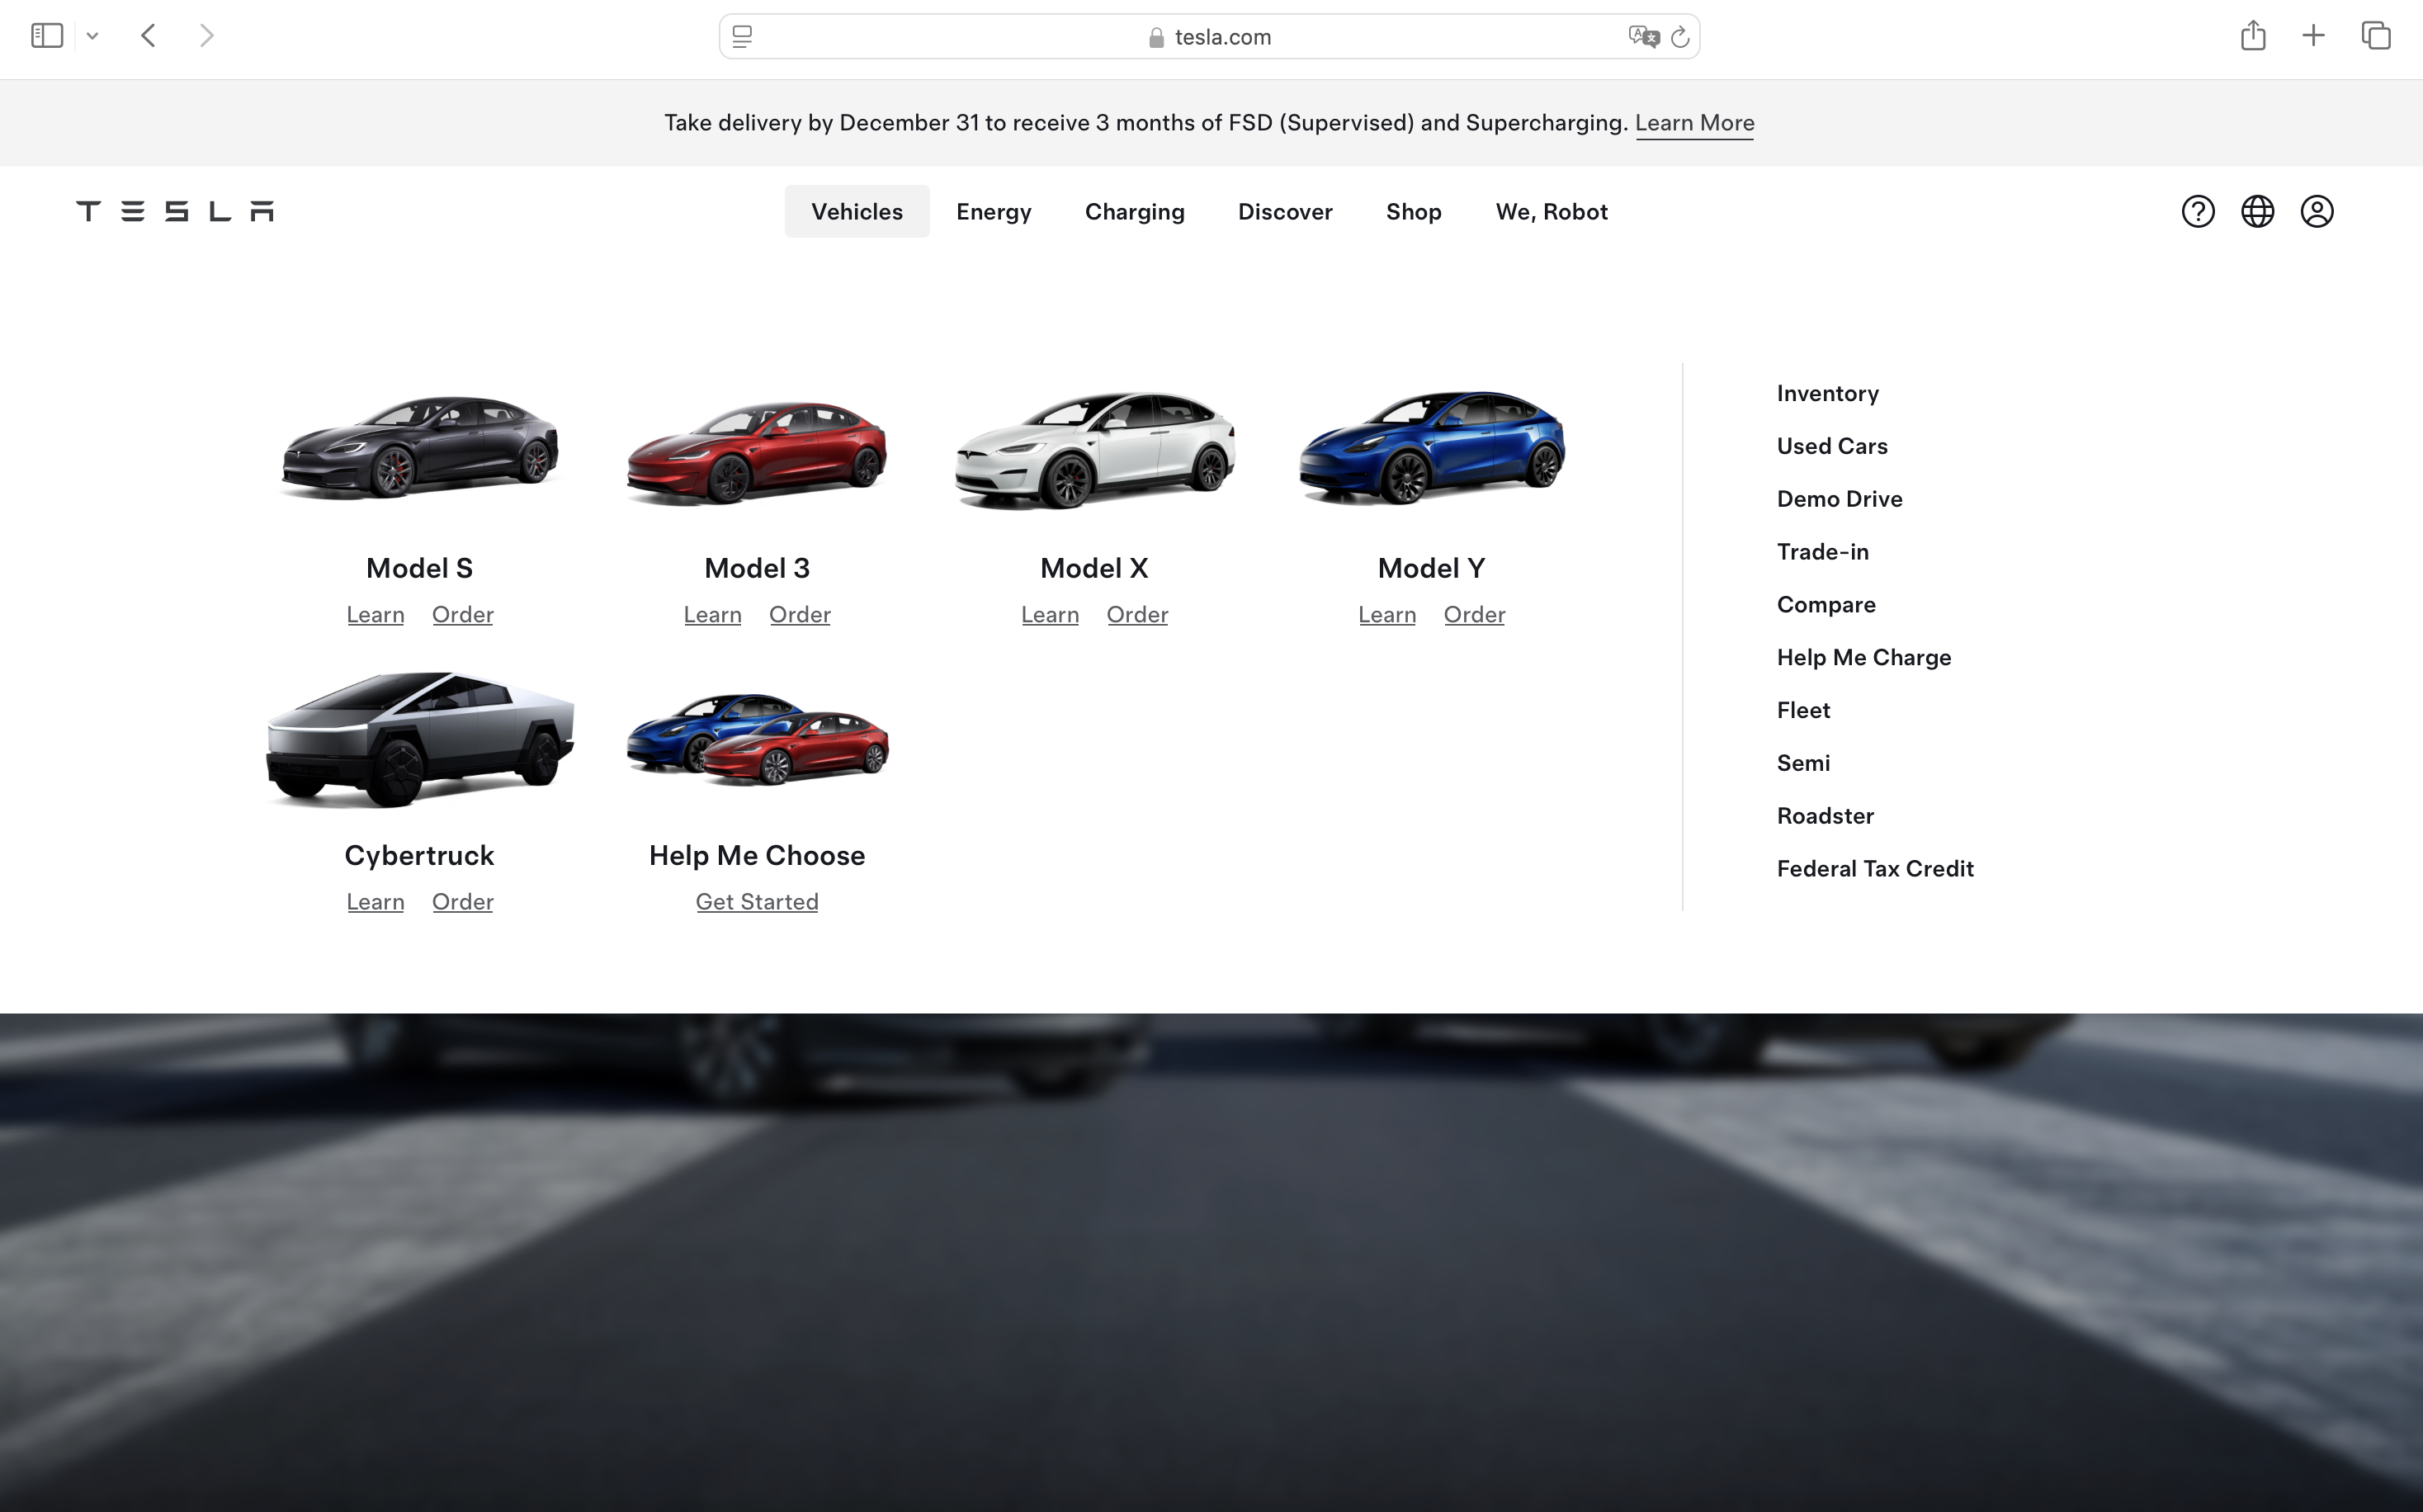 tesla.com
Take delivery by December 31 to receive 3 months of FSD (Supervised) and Supercharging. Learn More
TESLA
Vehicles Energy Charging Discover Shop We, Robot
Model S
Learn Order
Model 3
Learn Order
Model X
Learn Order
Model Y
Learn Order
Cybertruck
Learn Order
Help Me Choose
Get Started
Inventory
Used Cars
Demo Drive
Trade-in
Compare
Help Me Charge
Fleet
Semi
Roadster
Federal Tax Credit